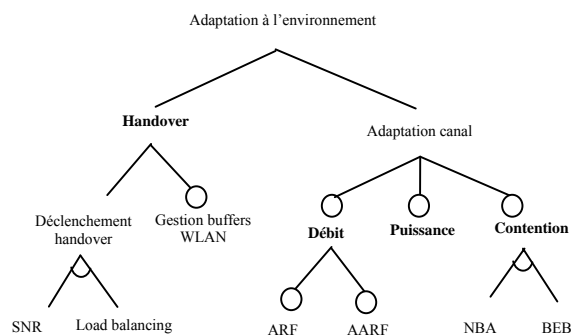 Adaptation à l'environnement
Handover
Adaptation canal
Déclenchement
handover
Gestion buffers
WLAN
Débit
Puissance
Contention
SNR
Load balancing
ARF
AARF
NBA
BEB